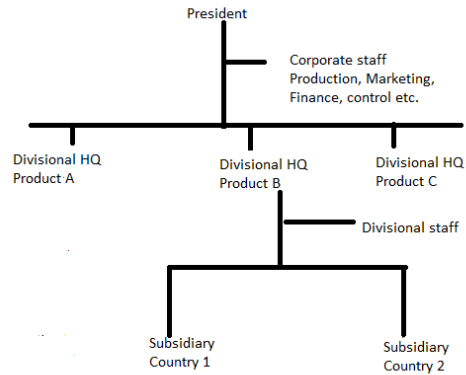 President
Corporate staff
Production, Marketing,
Finance, control etc.
Divisional HQ
Product A
Divisional HQ
Product B
Divisional HQ
Product C
Divisional staff
Subsidiary
Country 1
Subsidiary
Country 2